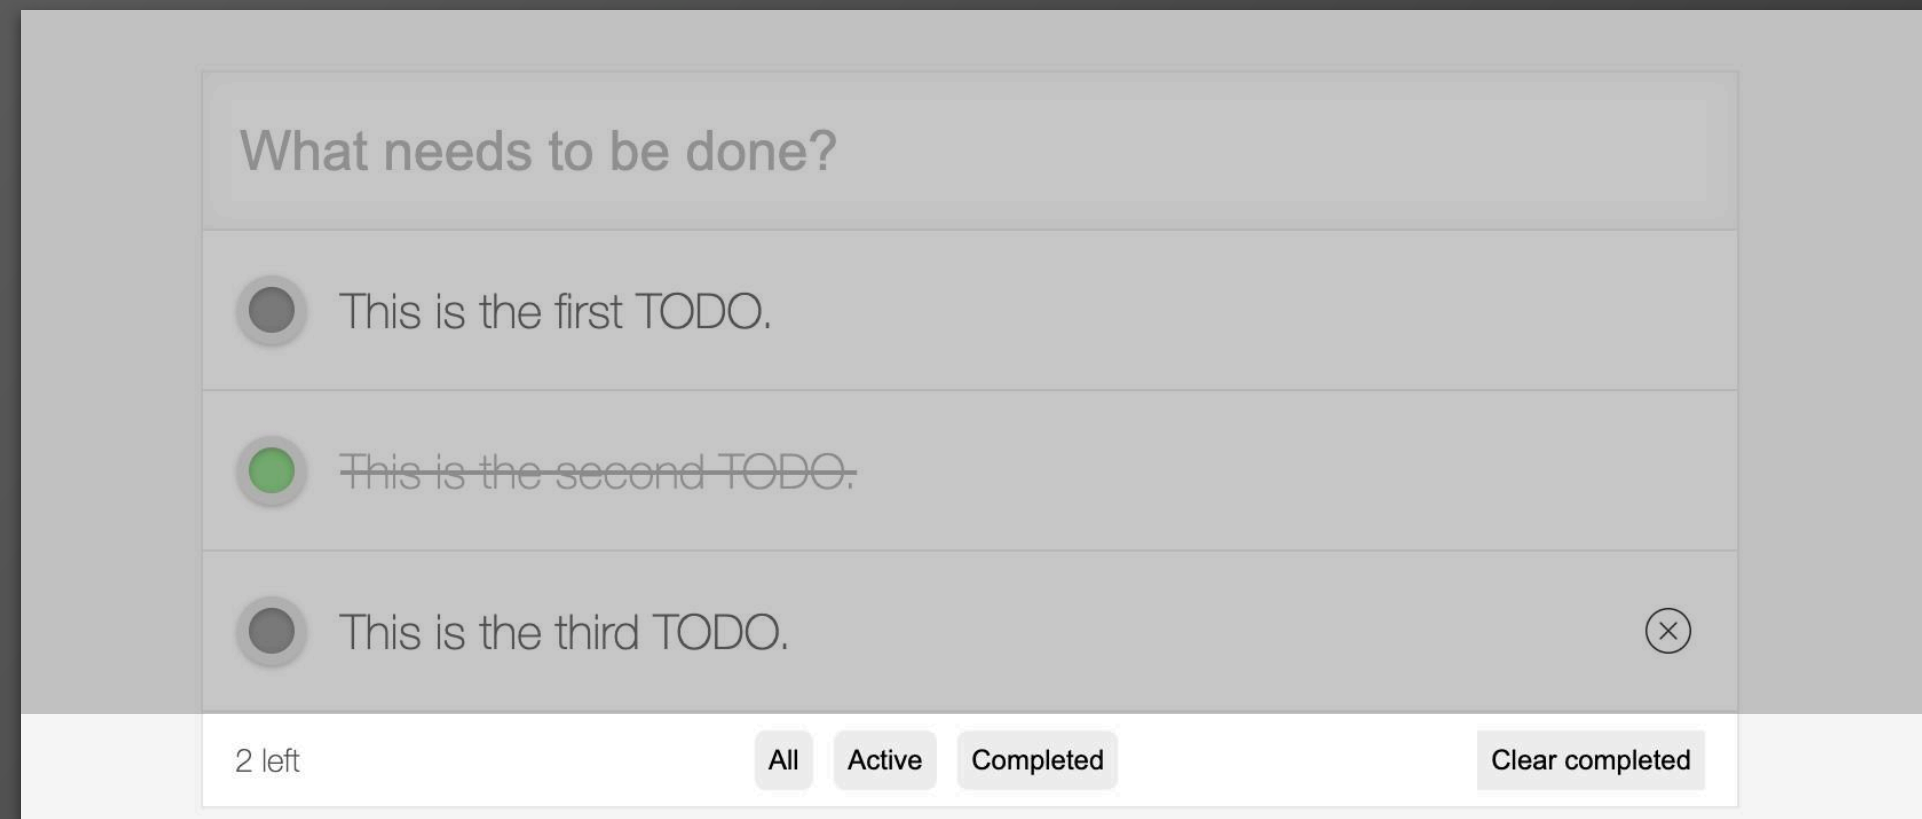 What needs to be done?
This is the first TODO.
This is the second TODO.
This is the third TODO.
2 left All Active Completed Clear completed